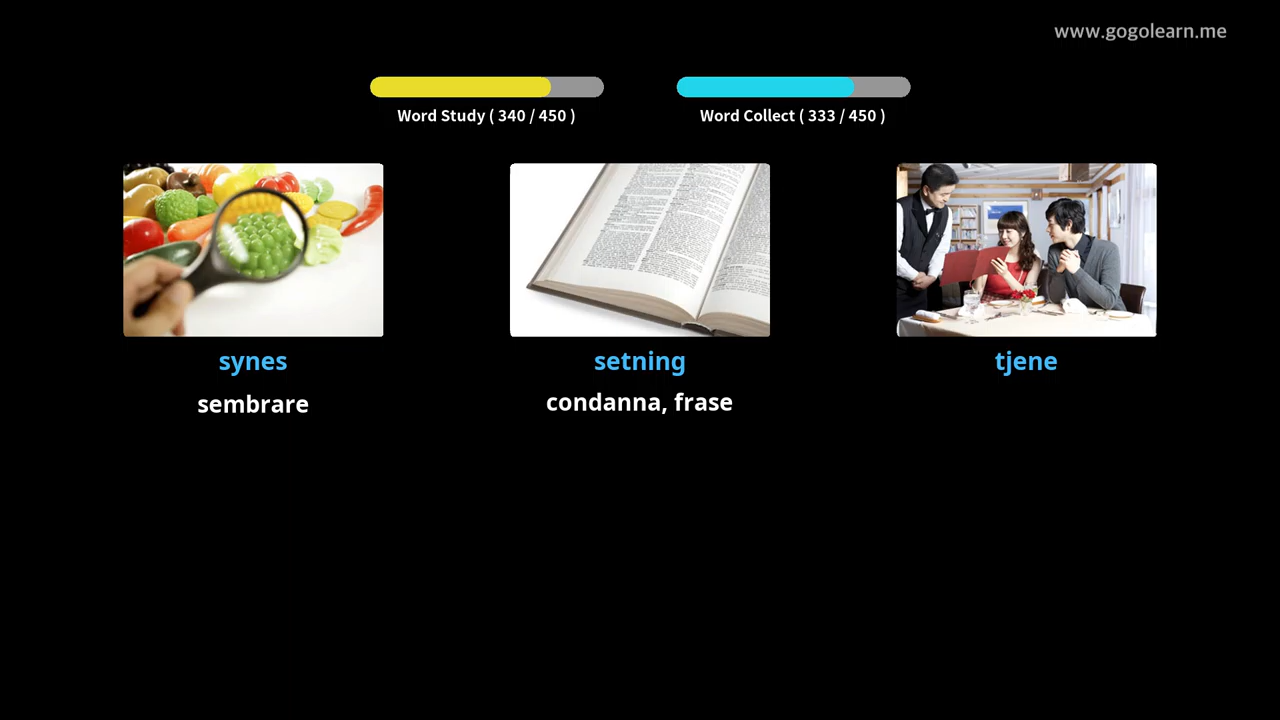 www.gogolearn.me
Word Study ( 340 / 450 )
Word Collect ( 333 / 450 )
synes
setning
tjene
sembrare
condanna, frase